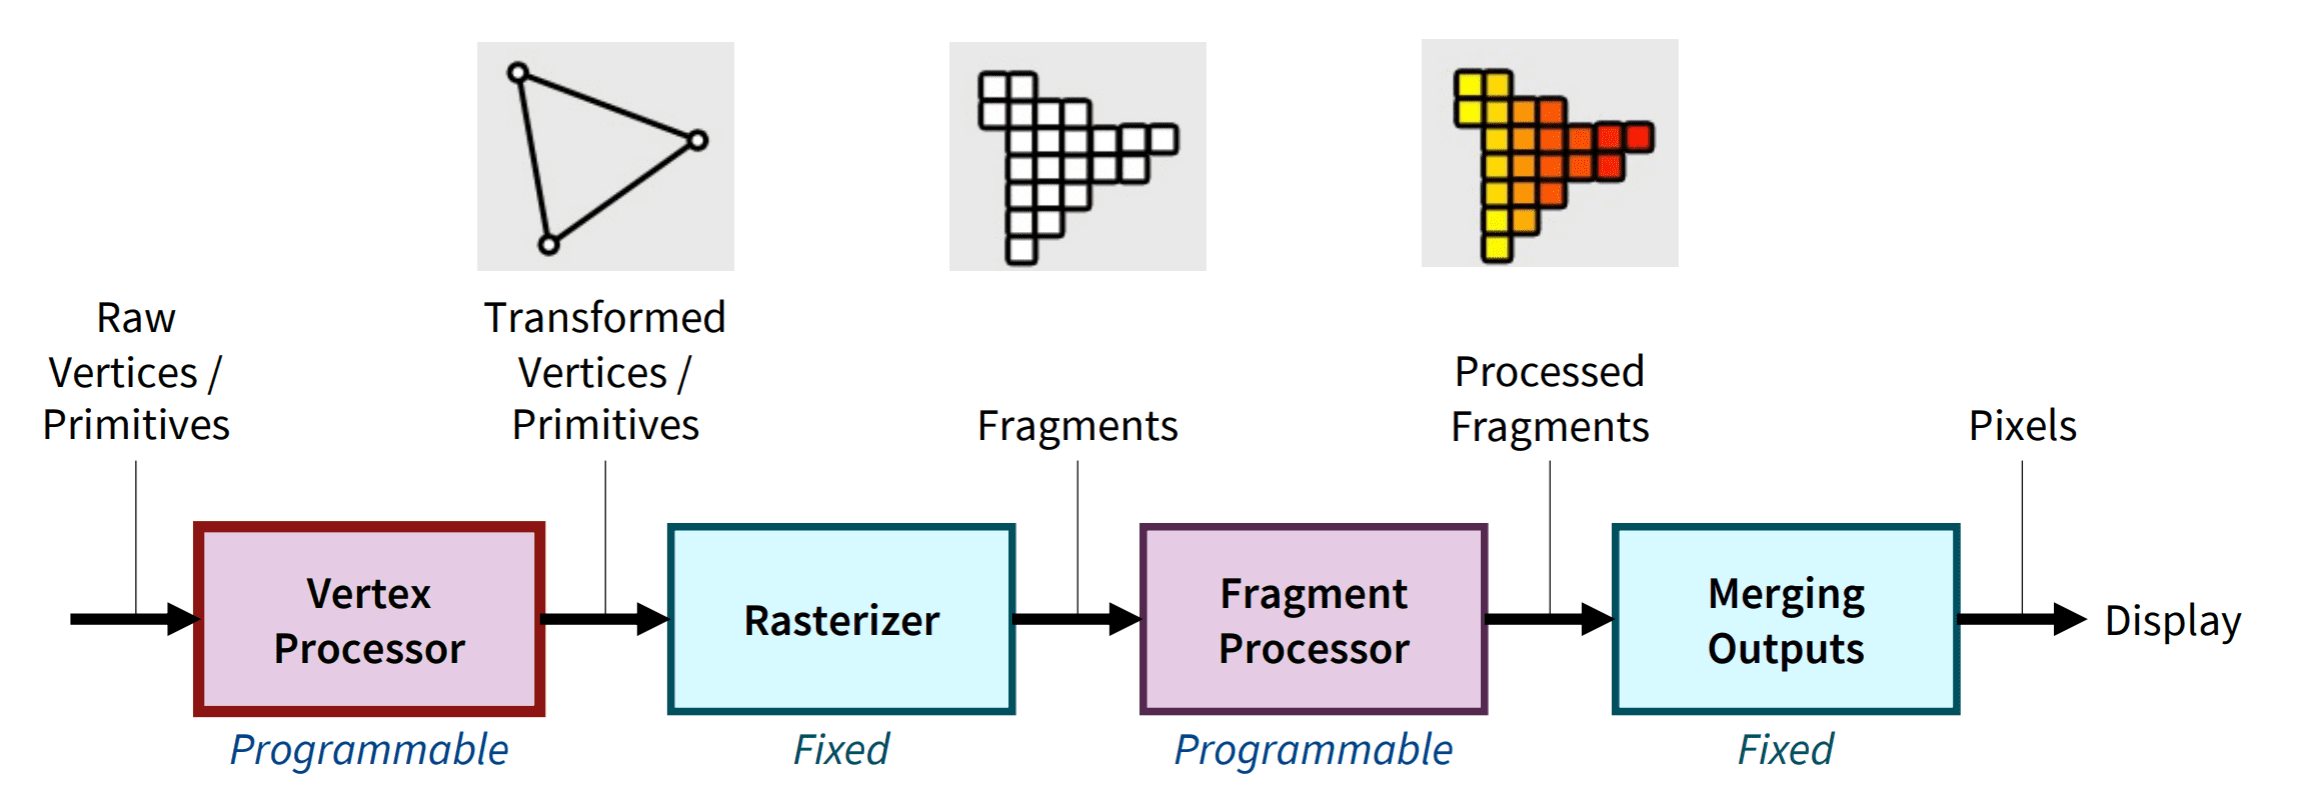 Raw
Vertices /
Primitives
Transformed
Vertices /
Primitives
Fragments
Processed
Fragments
Pixels
Vertex
Processor
Rasterizer
Fragment
Processor
Merging
Outputs
Display
Programmable
Fixed
Programmable
Fixed